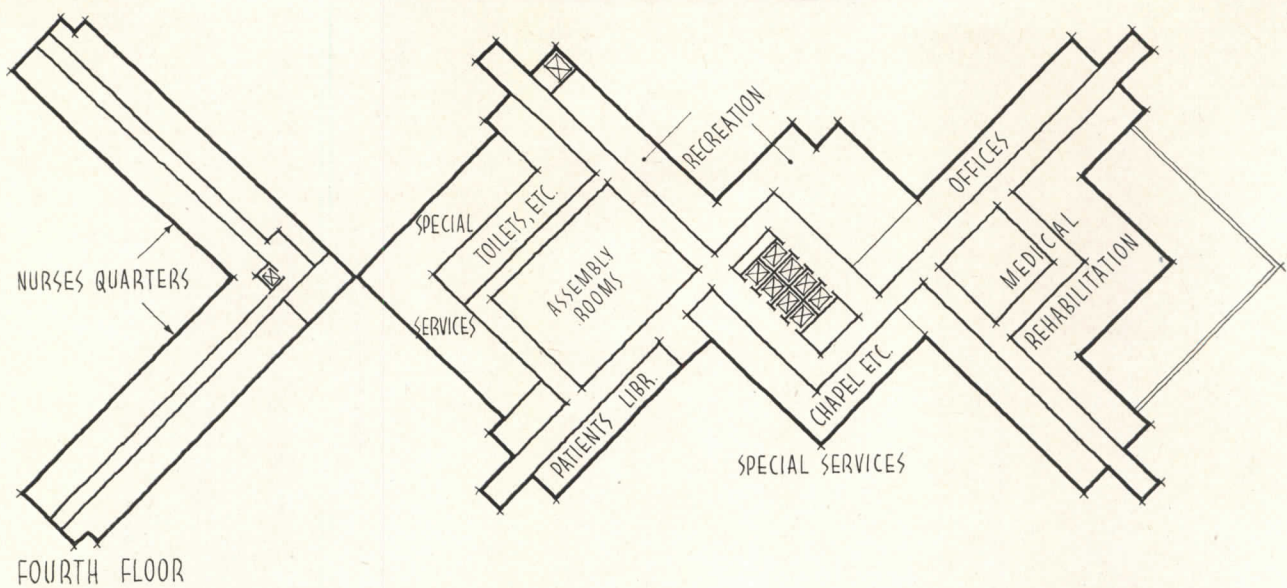 RECREATION
OFFICES
SPECIAL
TOILETS, ETC.
MEDICIAL
REHABILITATION
NURSES QUARTERS
ASSEMBLY
ROOMS
SERVICES
PATIENTS LIBR.
CHAPEL ETC.
SPECIAL SERVICES
FOURTH FLOOR